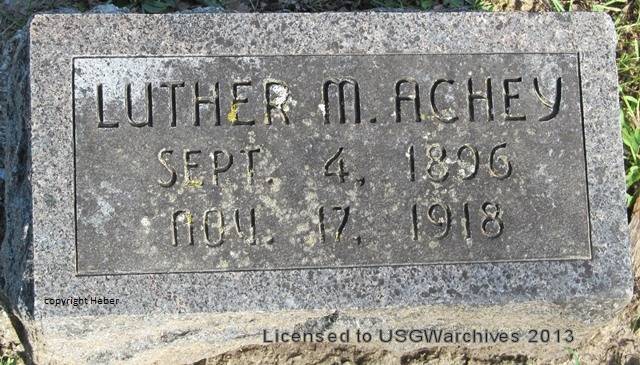 LUTHER M. ACHEY
SEPT. 4, 1896
NOV. 17, 1918
copyright Heber
Licensed to USGWarchives 2013